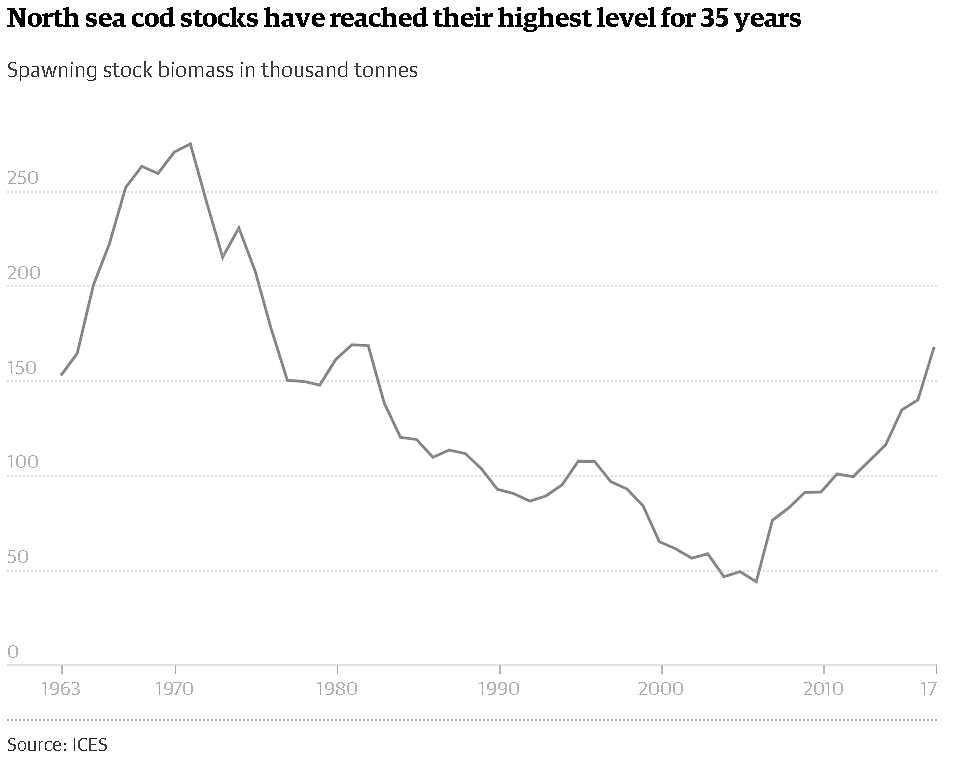 North sea cod stocks have reached their highest level for 35 years
Spawning stock biomass in thousand tonnes
250
200
150
100
50
0
1963 1970 1980 1990 2000 2010 17
Source: ICES